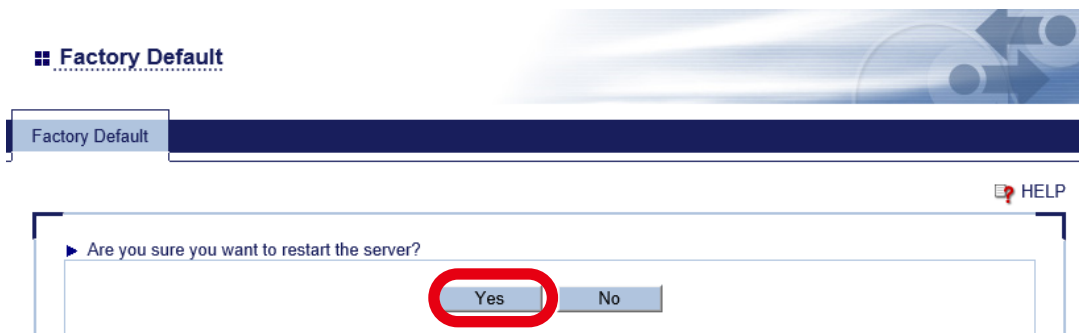 Factory Default
Factory Default
HELP
Are you sure you want to restart the server?
Yes No